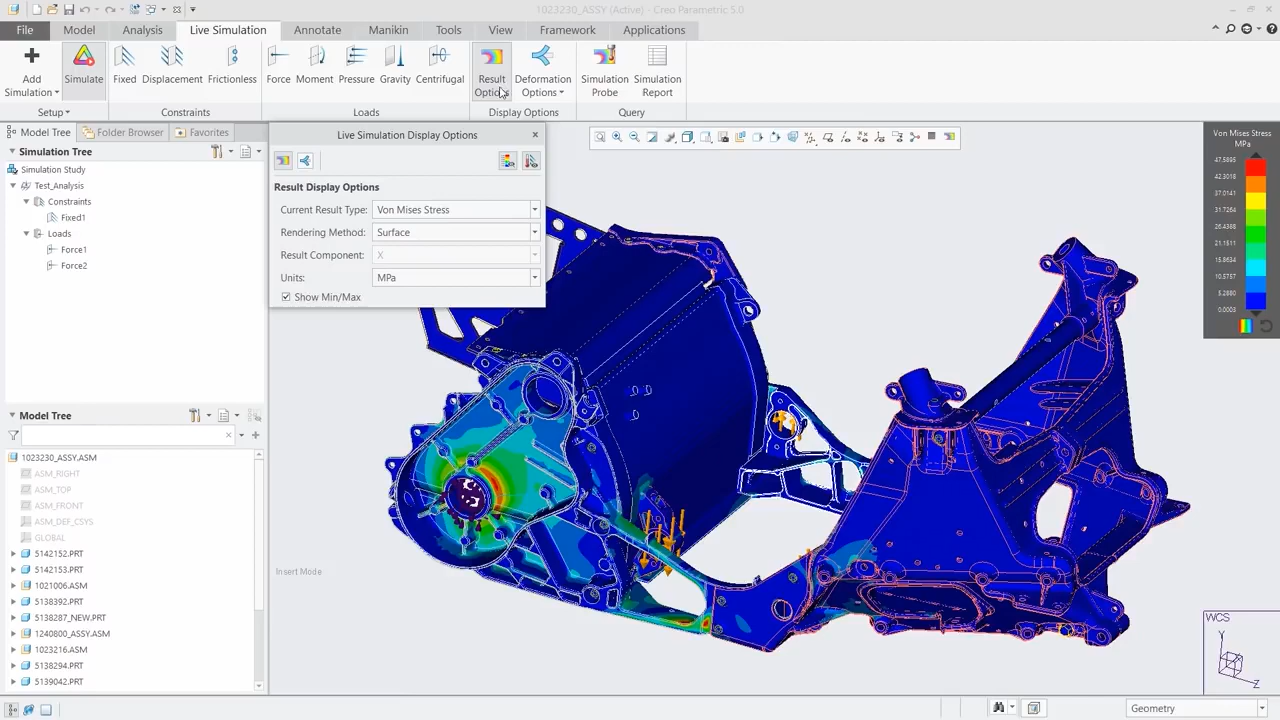 1023230_ASSY (Active) - Creo Parametric 5.0
File Model Analysis Live Simulation Annotate Manikin Tools View Framework Applications
Add Simulation
Simulate
Fixed
Displacement
Frictionless
Force
Moment
Pressure
Gravity
Centrifugal
Result Options
Deformation Options
Simulation Probe
Simulation Report
Setup Constraints Loads Display Options Query
Model Tree Folder Browser Favorites
Simulation Tree
Simulation Study
Test_Analysis
Constraints
Fixed1
Loads
Force1
Force2
Live Simulation Display Options
Result Display Options
Current Result Type: Von Mises Stress
Rendering Method: Surface
Result Component: X
Units: MPa
Show Min/Max
Model Tree
1023230_ASSY.ASM
ASM_RIGHT
ASM_TOP
ASM_FRONT
ASM_DEF_CSYS
GLOBAL
5142152.PRT
5142153.PRT
1021006.ASM
5138392.PRT
5138287_NEW.PRT
1240800_ASSY.ASM
1023216.ASM
5138294.PRT
5139042.PRT
Insert Mode
Von Mises Stress
MPa
47.5895
42.3018
37.0141
31.7264
26.4388
21.1511
15.8634
10.5757
5.2880
0.0003
WCS
Y
Z
Geometry